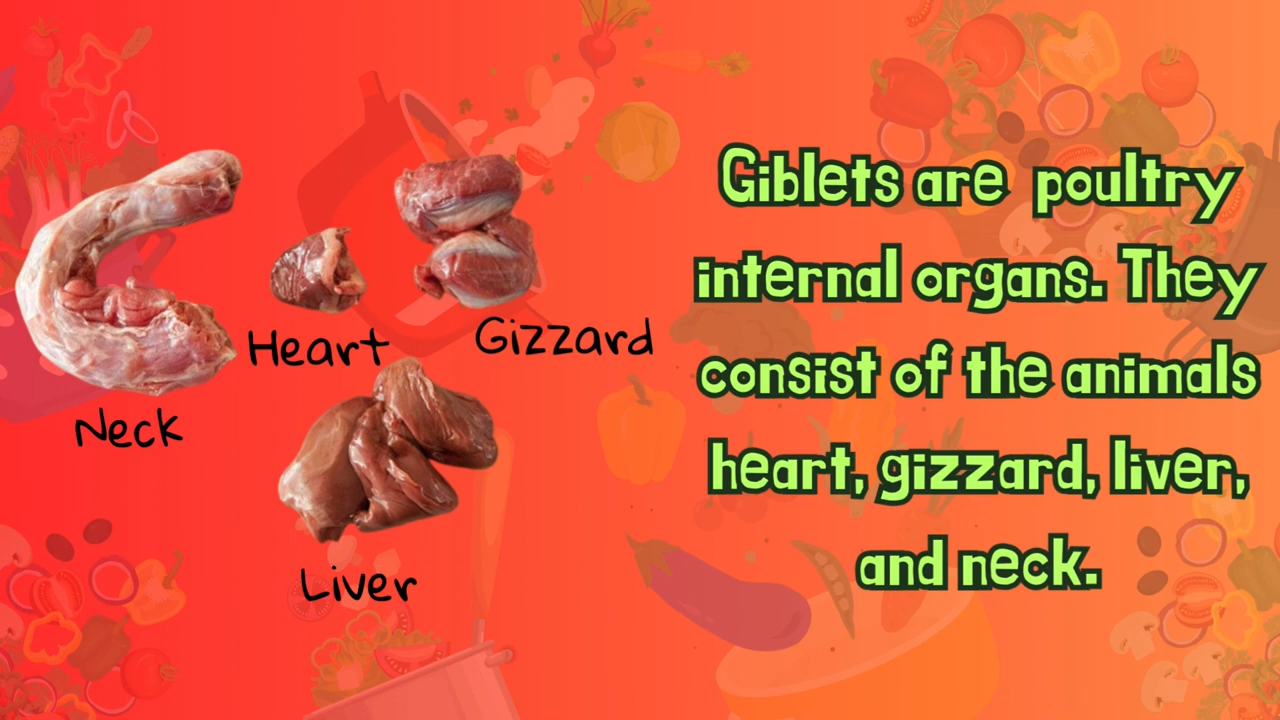 Neck
Heart
Gizzard
Liver
Giblets are poultry
internal organs. They
consist of the animals
heart, gizzard, liver,
and neck.